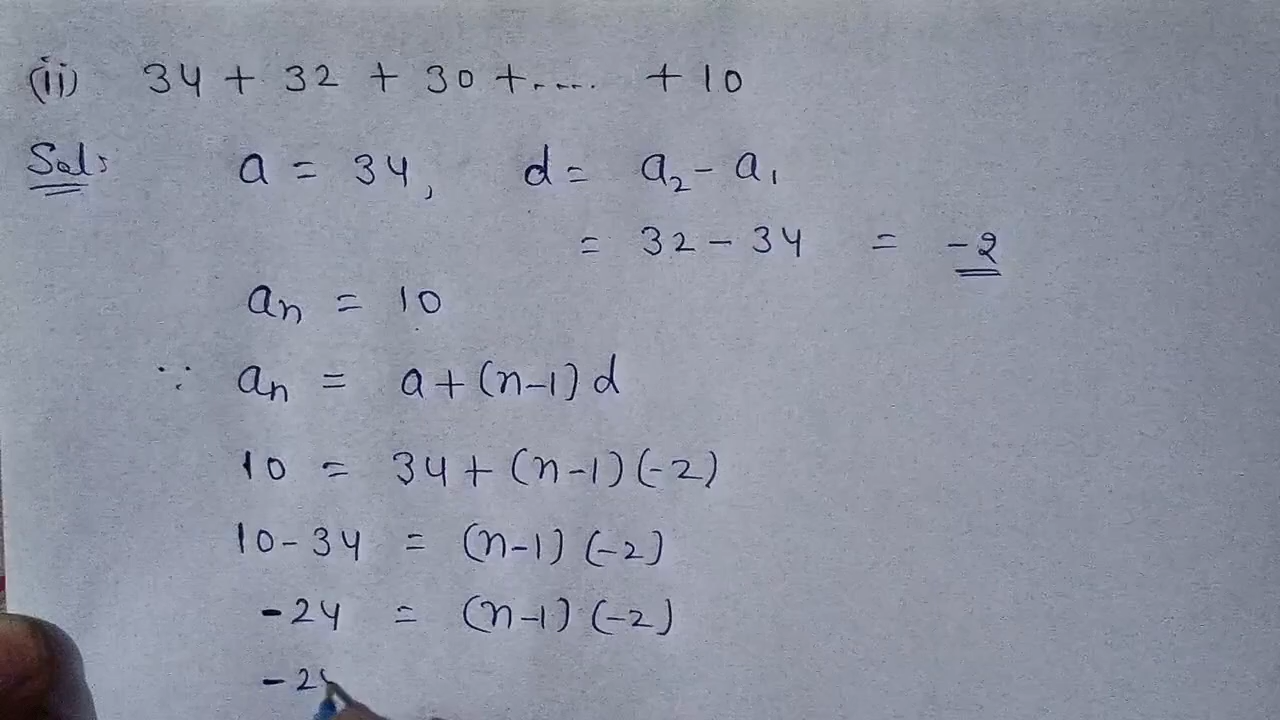 (ii) 34 + 32 + 30 +..... + 10
Sol: a = 34, d = a₂ - a₁
= 32 - 34 = -2
aₙ = 10
∵ aₙ = a + (n-1) d
10 = 34 + (n-1) (-2)
10 - 34 = (n-1) (-2)
-24 = (n-1) (-2)
-24